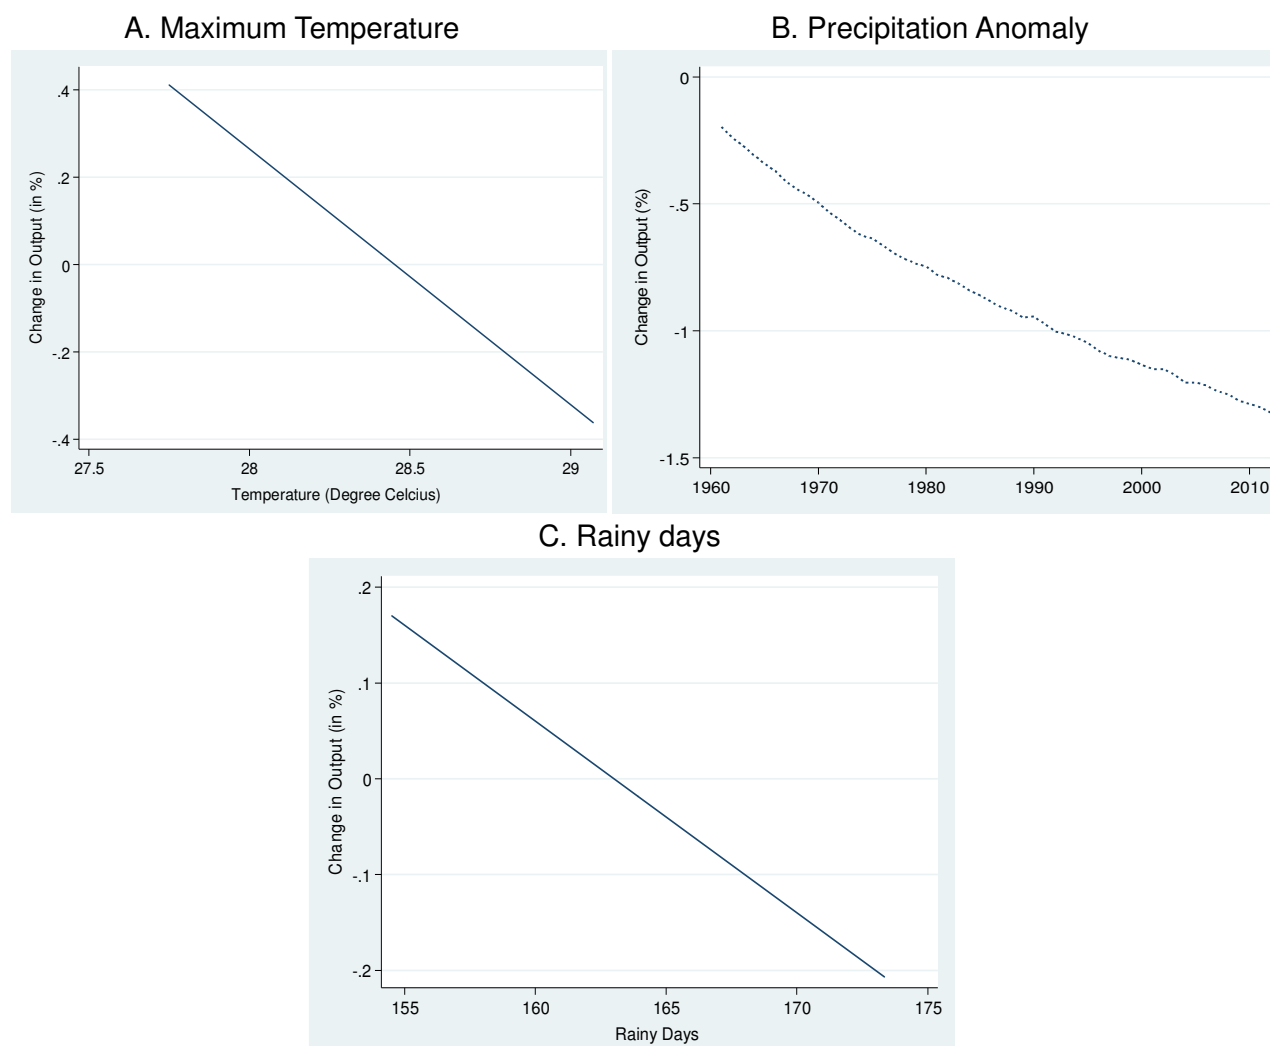 A. Maximum Temperature
.4
.2
0
-.2
-.4
Change in Output (in %)
27.5 28 28.5 29
Temperature (Degree Celcius)
B. Precipitation Anomaly
0
-.5
-1
-1.5
Change in Output (%)
1960 1970 1980 1990 2000 2010
C. Rainy days
.2
.1
0
-.1
-.2
Change in Output (in %)
155 160 165 170 175
Rainy Days